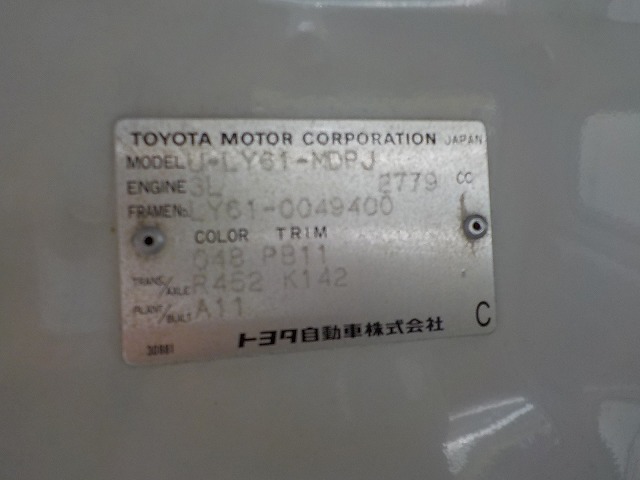 TOYOTA MOTOR CORPORATION JAPAN
MODEL U-LY61-MDPJ
ENGINE 3L 2779 CC
FRAME No. LY61-0049400
COLOR TRIM
048 PB11
TRANS/AXLE R452 K142
PLANT/BUILT A11
トヨタ自動車株式会社 C
30881